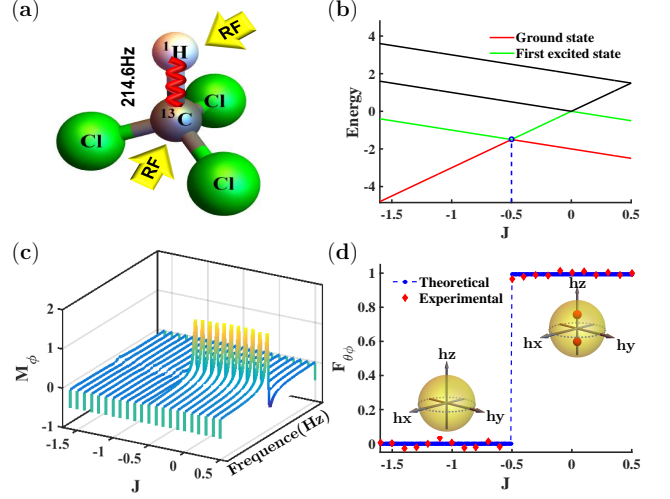 (a)
RF
¹H
214.6Hz
¹³C
Cl
Cl
Cl
RF
(b)
Ground state
First excited state
Energy
4
2
0
-2
-4
-1.5
-1
-0.5
0
0.5
J
(c)
M_ϕ
2
1
0
-1
-1.5
-1
-0.5
0
0.5
J
Frequence(Hz)
(d)
Theoretical
Experimental
F_θϕ
1
0.8
0.6
0.4
0.2
0
hz
hx
hy
hz
hx
hy
-1.5
-1
-0.5
0
0.5
J